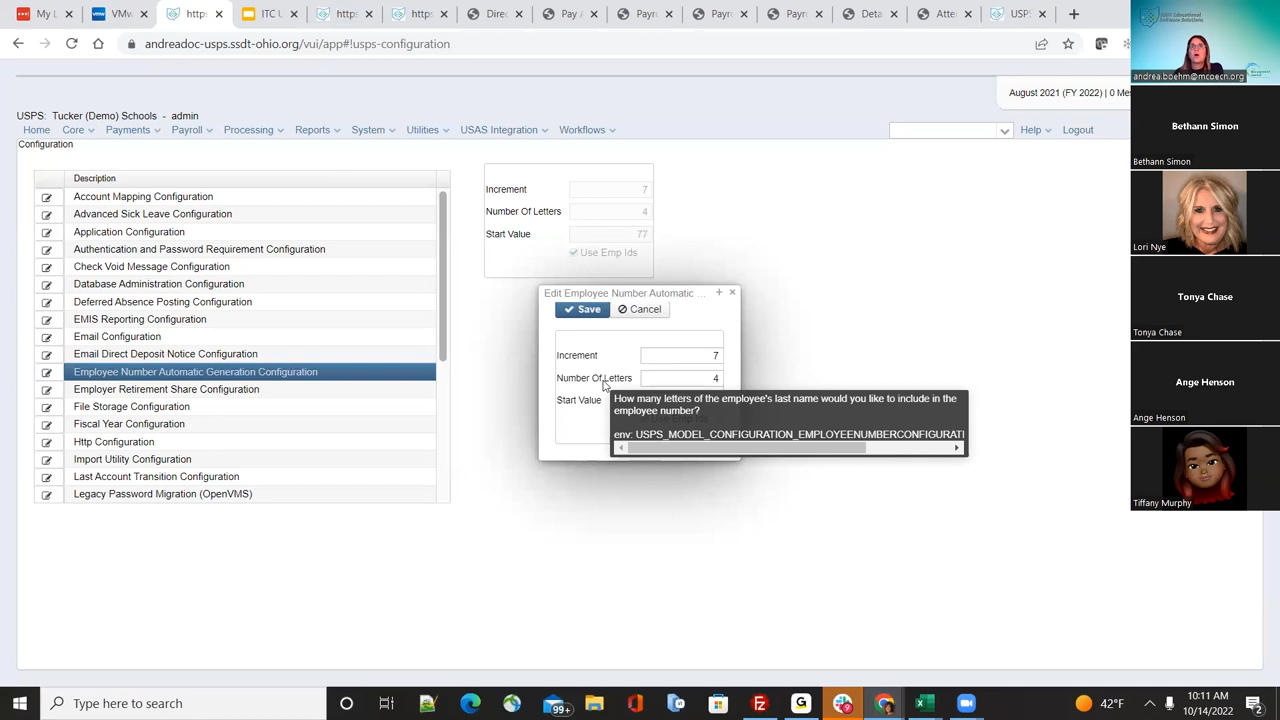 My L
VMw
https
ITC U
https
https
Payr
Payr
Payr
Payr
Deta
Atte
USPS
andreadoc-usps.ssdt-ohio.org/vui/app#!usps-configuration
andrea.boehm@mcoecn.org
August 2021 (FY 2022) | 0 Mes
USPS: Tucker (Demo) Schools - admin
Home Core Payments Payroll Processing Reports System Utilities USAS Integration Workflows Help Logout
Configuration
Description
Account Mapping Configuration
Advanced Sick Leave Configuration
Application Configuration
Authentication and Password Requirement Configuration
Check Void Message Configuration
Database Administration Configuration
Deferred Absence Posting Configuration
EMIS Reporting Configuration
Email Configuration
Email Direct Deposit Notice Configuration
Employee Number Automatic Generation Configuration
Employer Retirement Share Configuration
File Storage Configuration
Fiscal Year Configuration
Http Configuration
Import Utility Configuration
Last Account Transition Configuration
Legacy Password Migration (OpenVMS)
Increment 7
Number Of Letters 4
Start Value 77
Use Emp Ids
Edit Employee Number Automatic ...
Save Cancel
Increment 7
Number Of Letters 4
Start Value
How many letters of the employee's last name would you like to include in the
employee number?
env: USPS_MODEL_CONFIGURATION_EMPLOYEENUMBERCONFIGURATI
Bethann Simon
Bethann Simon
Lori Nye
Tonya Chase
Tonya Chase
Ange Henson
Ange Henson
Tiffany Murphy
Type here to search
99+
42°F
10:11 AM
10/14/2022
2